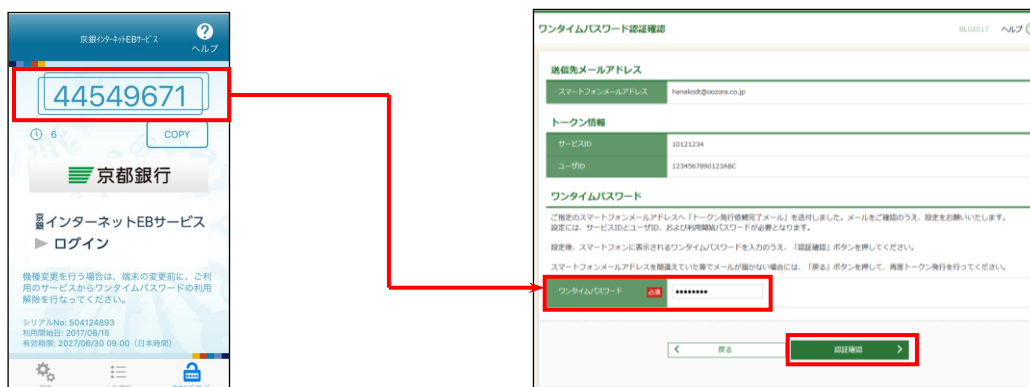 京銀インターネットEBサービス
ヘルプ
44549671
6
COPY
京都銀行
京銀インターネットEBサービス
ログイン
機種変更を行う場合は、端末の変更前に、ご利
用のサービスからワンタイムパスワードの利用
解除を行なってください。
シリアルNo: 504124893
利用開始日: 2017/08/18
有効期限: 2027/06/30 09:00（日本時間）
ワンタイムパスワード認証確認
BLGI017
ヘルプ
送信先メールアドレス
スマートフォンメールアドレス
hanakodt@oozora.co.jp
トークン情報
サービスID
10121234
ユーザID
1234567890123ABC
ワンタイムパスワード
ご指定のスマートフォンメールアドレスへ「トークン発行依頼完了メール」を送付しました。メールをご確認のうえ、設定をお願いいたします。
設定には、サービスIDとユーザID、および利用開始パスワードが必要となります。
設定後、スマートフォンに表示されるワンタイムパスワードを入力のうえ、「認証確認」ボタンを押してください。
スマートフォンメールアドレスを間違えていた等でメールが届かない場合には、「戻る」ボタンを押して、再度トークン発行を行ってください。
ワンタイムパスワード
必須
••••••••
戻る
認証確認